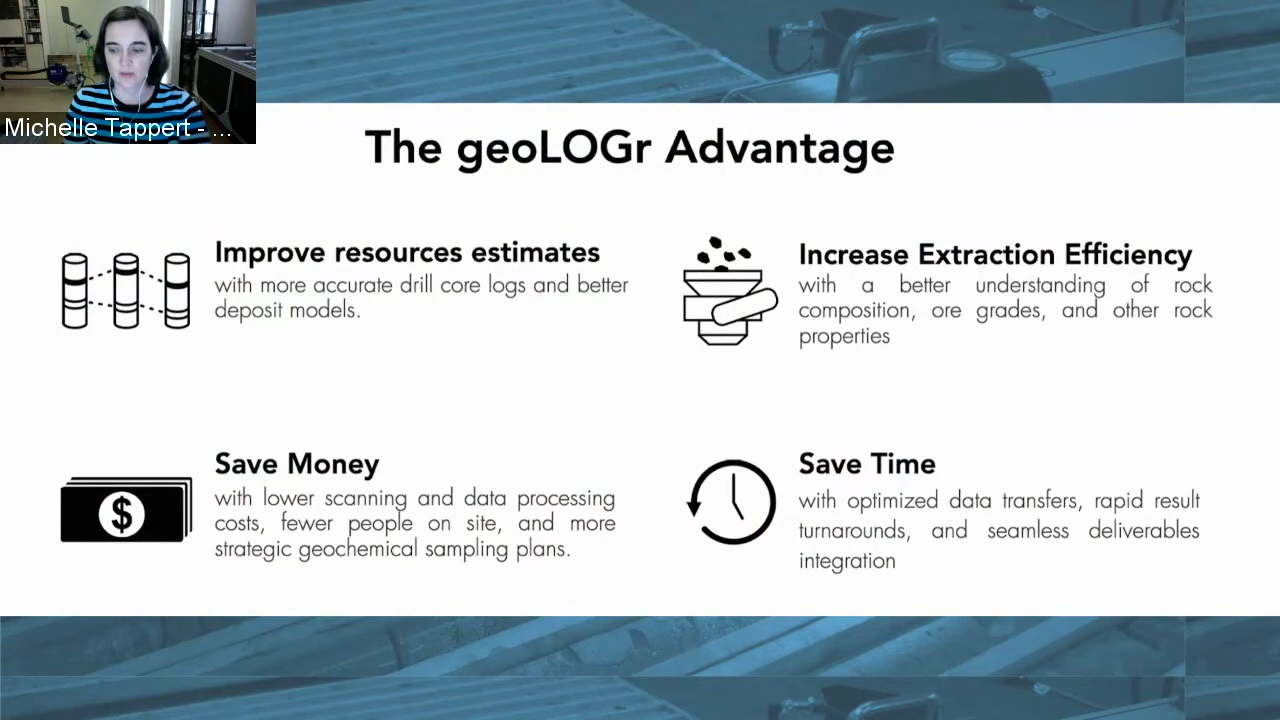 Michelle Tappert - ...
The geoLOGr Advantage
Improve resources estimates
with more accurate drill core logs and better
deposit models.
Increase Extraction Efficiency
with a better understanding of rock
composition, ore grades, and other rock
properties
Save Money
with lower scanning and data processing
costs, fewer people on site, and more
strategic geochemical sampling plans.
$
Save Time
with optimized data transfers, rapid result
turnarounds, and seamless deliverables
integration